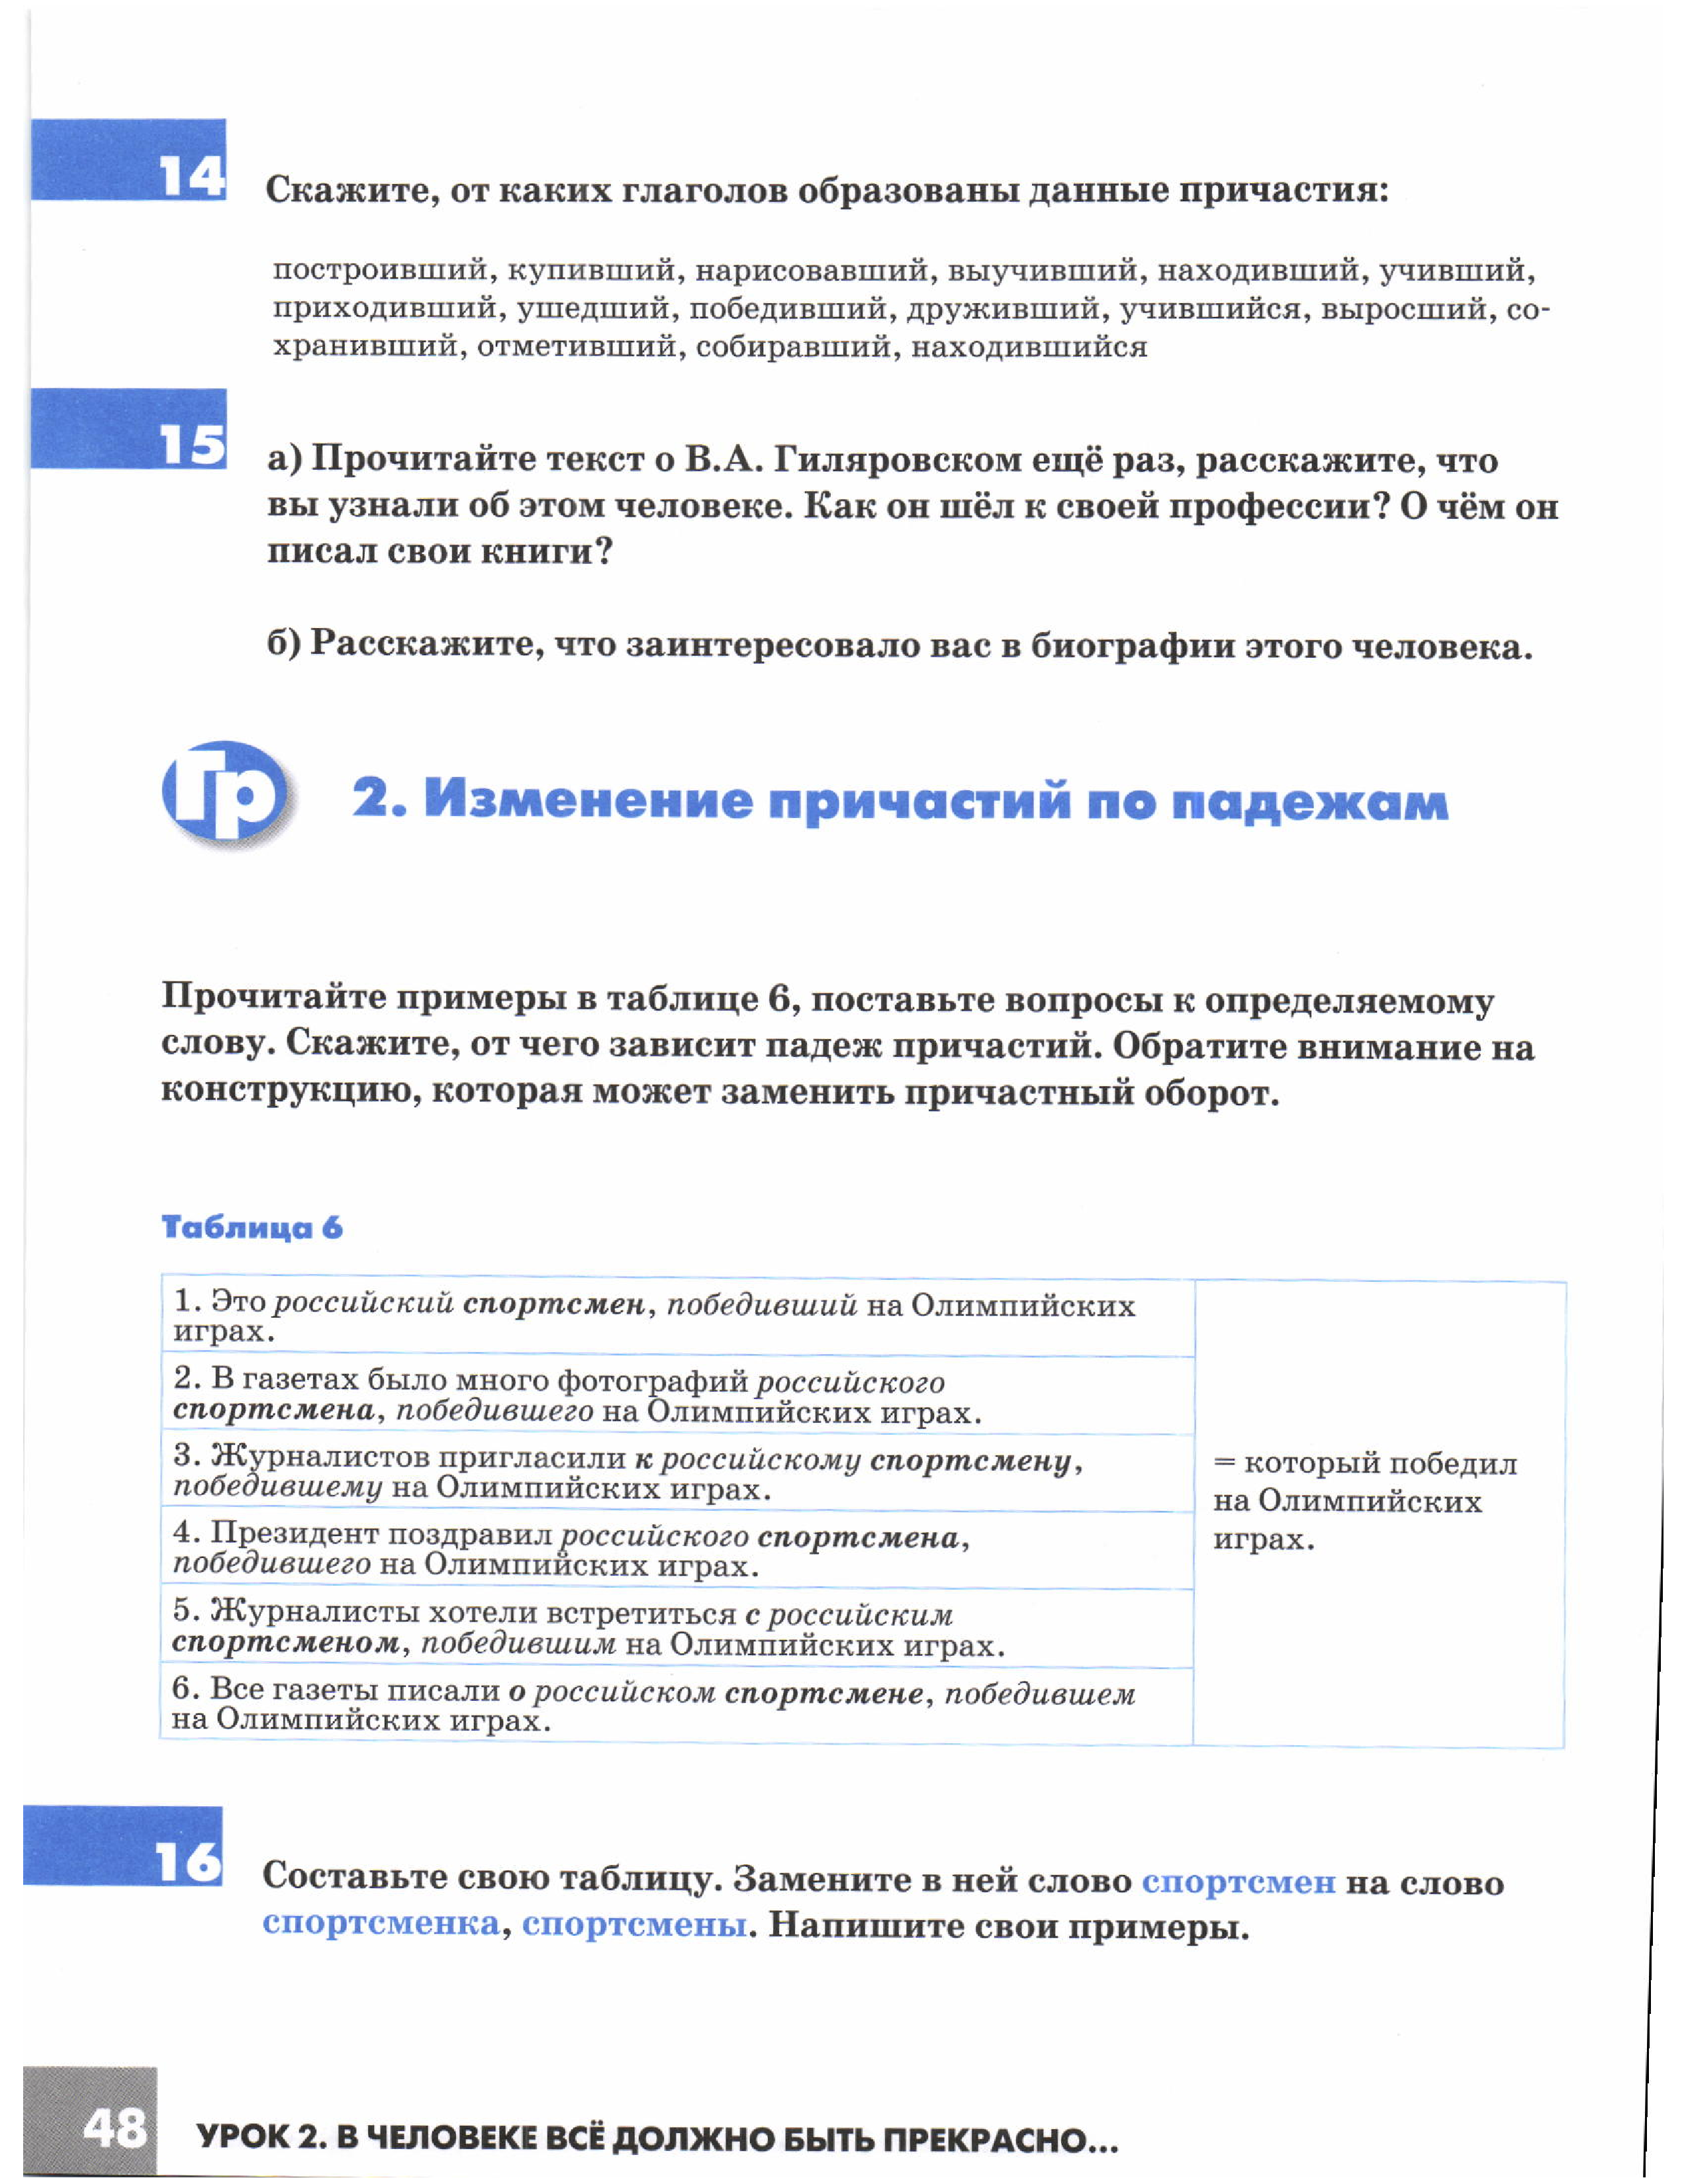 14
Скажите, от каких глаголов образованы данные причастия:
построивший, купивший, нарисовавший, выучивший, находивший, учивший,
приходивший, ушедший, победивший, друживший, учившийся, выросший, со-
хранивший, отметивший, собиравший, находившийся
15
а) Прочитайте текст о В.А. Гиляровском ещё раз, расскажите, что
вы узнали об этом человеке. Как он шёл к своей профессии? О чём он
писал свои книги?
б) Расскажите, что заинтересовало вас в биографии этого человека.
Гр
2. Изменение причастий по падежам
Прочитайте примеры в таблице 6, поставьте вопросы к определяемому
слову. Скажите, от чего зависит падеж причастий. Обратите внимание на
конструкцию, которая может заменить причастный оборот.
Таблица 6
1. Это российский спортсмен, победивший на Олимпийских
играх.
2. В газетах было много фотографий российского
спортсмена, победившего на Олимпийских играх.
3. Журналистов пригласили к российскому спортсмену,
победившему на Олимпийских играх.
4. Президент поздравил российского спортсмена,
победившего на Олимпийских играх.
5. Журналисты хотели встретиться с российским
спортсменом, победившим на Олимпийских играх.
6. Все газеты писали о российском спортсмене, победившем
на Олимпийских играх.
= который победил
на Олимпийских
играх.
16
Составьте свою таблицу. Замените в ней слово спортсмен на слово
спортсменка, спортсмены. Напишите свои примеры.
48
УРОК 2. В ЧЕЛОВЕКЕ ВСЁ ДОЛЖНО БЫТЬ ПРЕКРАСНО...